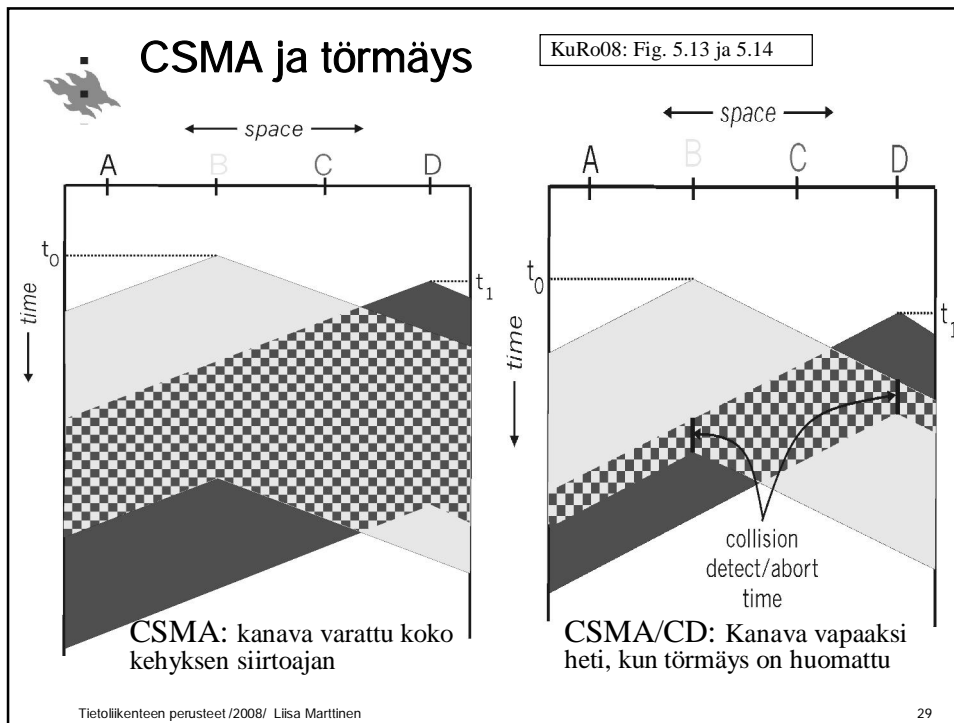 CSMA ja törmäys
KuRo08: Fig. 5.13 ja 5.14
space
A B C D
t0
t1
time
space
A B C D
t0
t1
time
collision
detect/abort
time
CSMA: kanava varattu koko
kehyksen siirtoajan
CSMA/CD: Kanava vapaaksi
heti, kun törmäys on huomattu
Tietoliikenteen perusteet /2008/ Liisa Marttinen
29